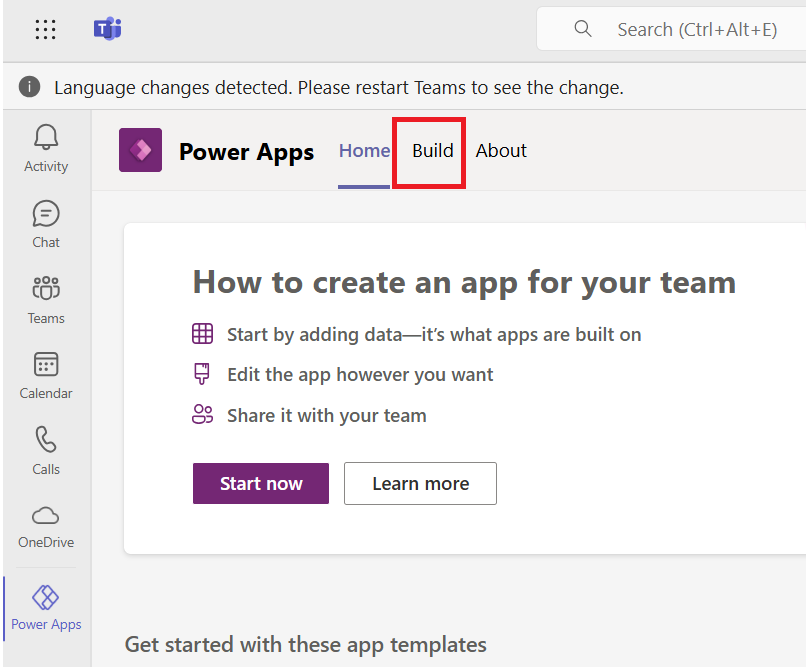 Search (Ctrl+Alt+E)
Language changes detected. Please restart Teams to see the change.
Activity
Chat
Teams
Calendar
Calls
OneDrive
Power Apps
Power Apps Home Build About
How to create an app for your team
Start by adding data—it’s what apps are built on
Edit the app however you want
Share it with your team
Start now Learn more
Get started with these app templates